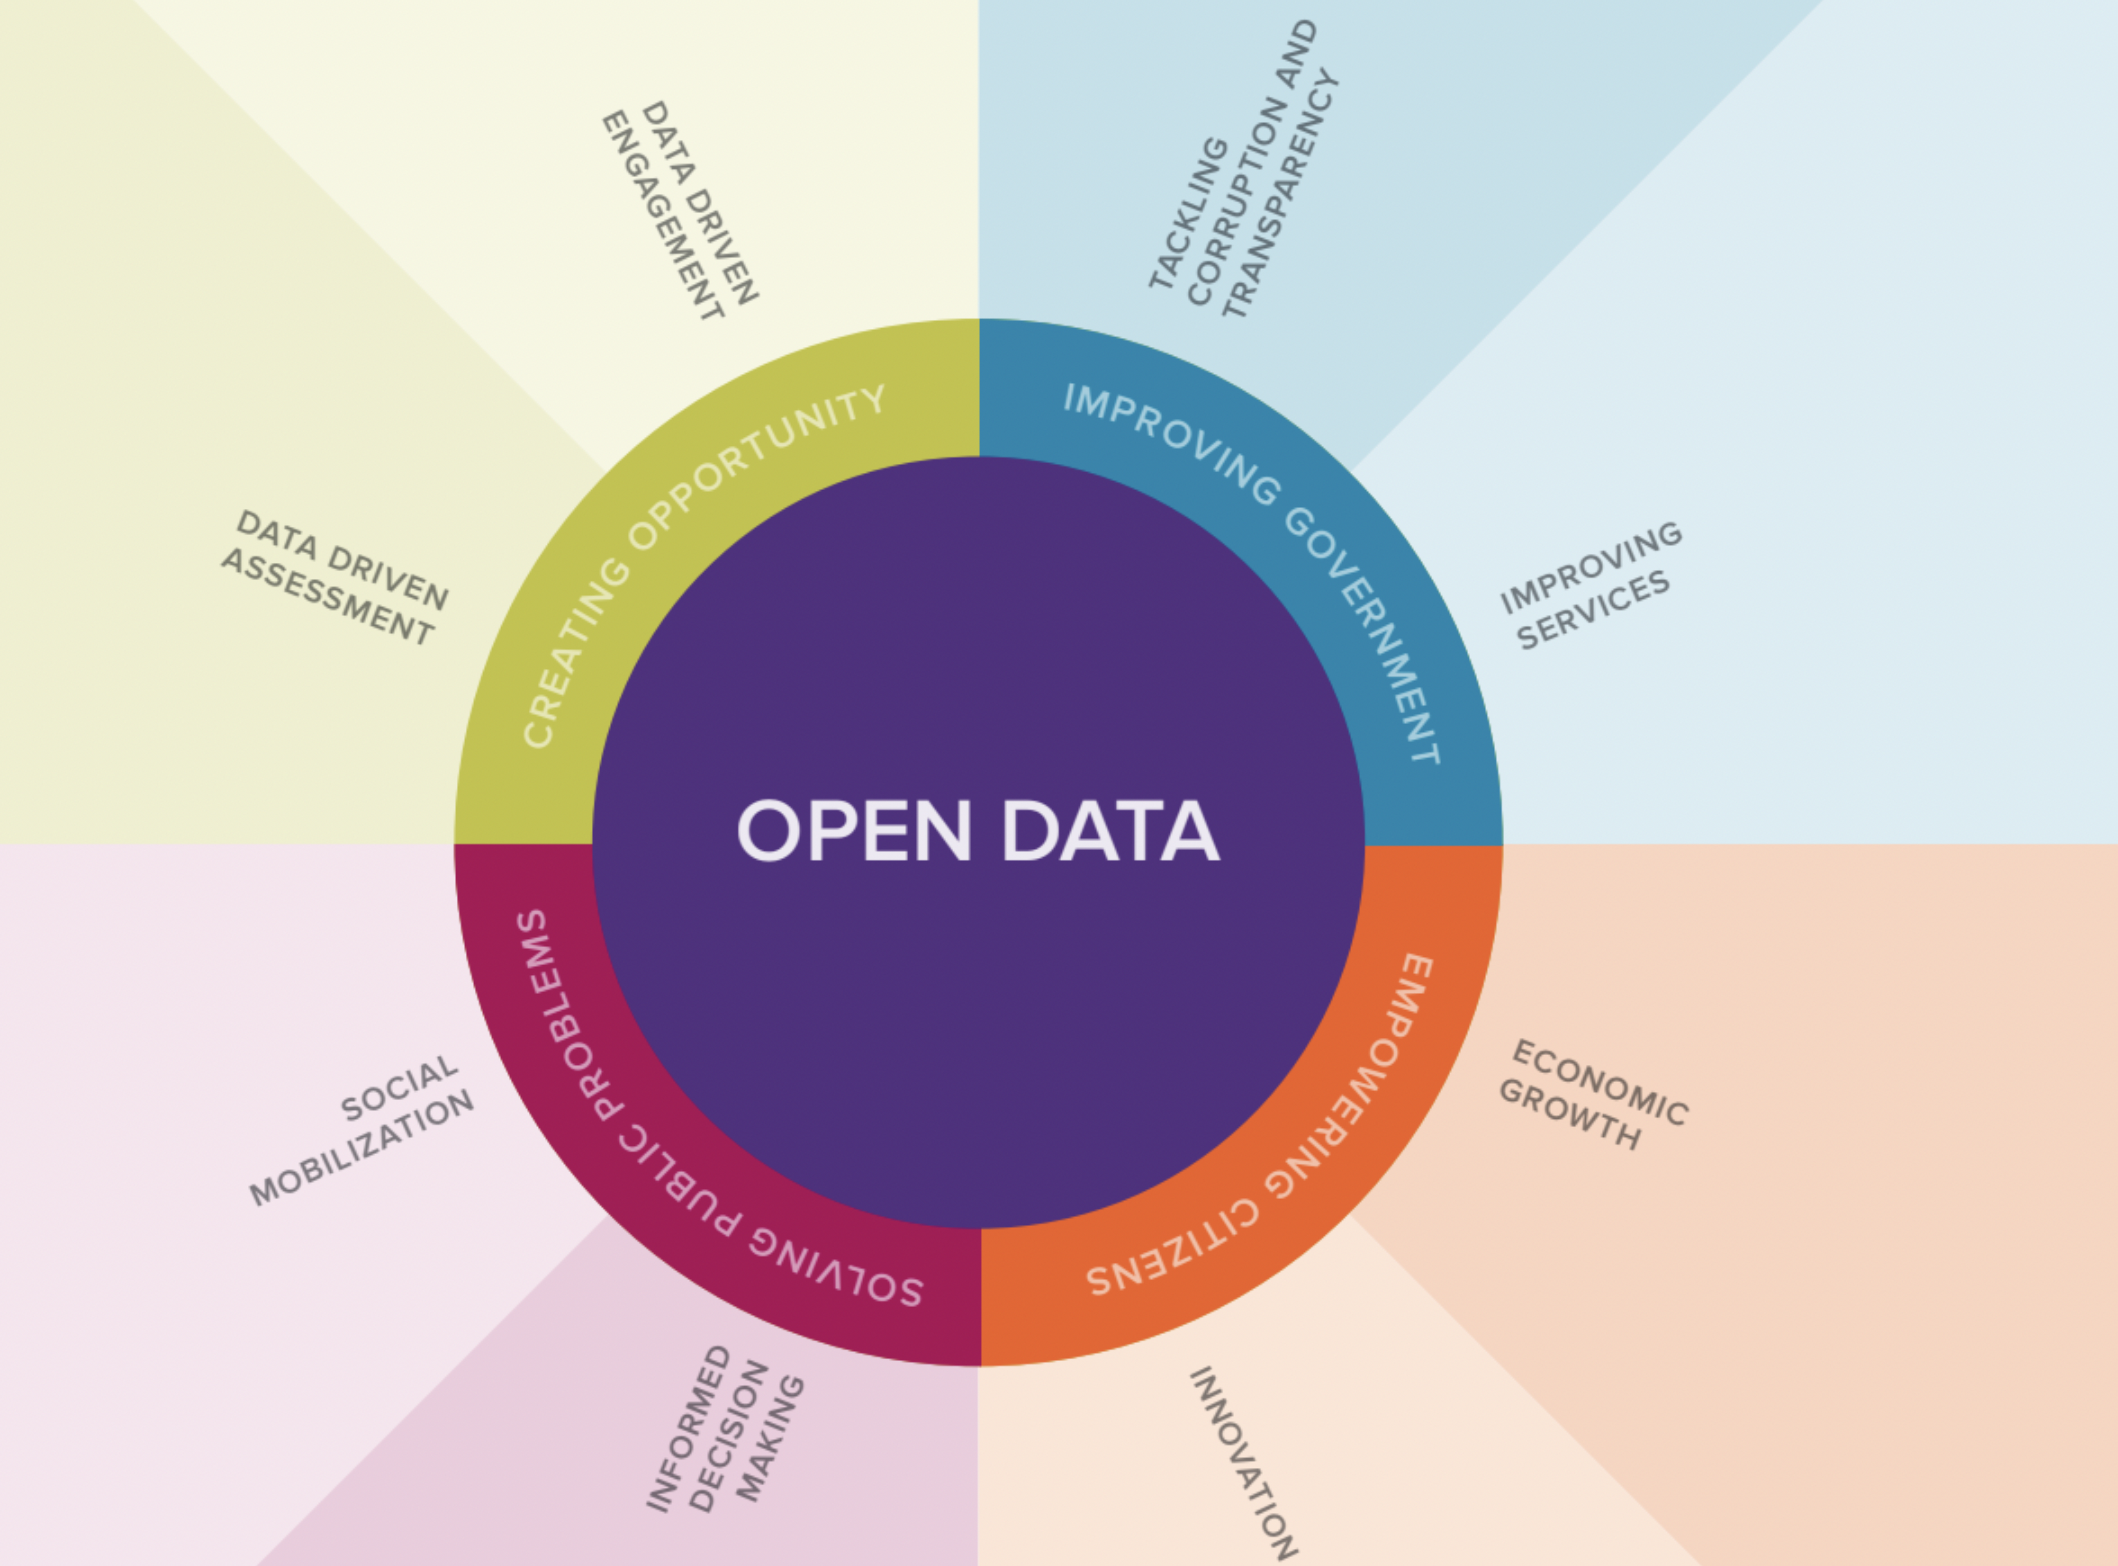 OPEN DATA
IMPROVING GOVERNMENT
TACKLING
CORRUPTION AND
TRANSPARENCY
IMPROVING
SERVICES
EMPOWERING CITIZENS
ECONOMIC
GROWTH
INNOVATION
SOLVING PUBLIC PROBLEMS
INFORMED
DECISION
MAKING
SOCIAL
MOBILIZATION
CREATING OPPORTUNITY
DATA DRIVEN
ASSESSMENT
DATA DRIVEN
ENGAGEMENT